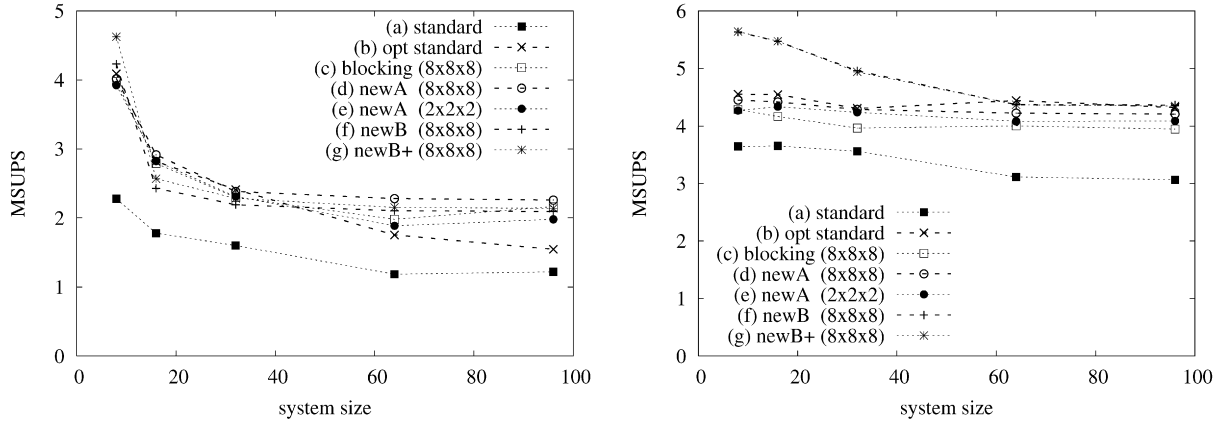 5
4
3
2
1
0
MSUPS
0
20
40
60
80
100
system size
(a) standard
(b) opt standard
(c) blocking (8x8x8)
(d) newA (8x8x8)
(e) newA (2x2x2)
(f) newB (8x8x8)
(g) newB+ (8x8x8)
6
5
4
3
2
1
0
MSUPS
0
20
40
60
80
100
system size
(a) standard
(b) opt standard
(c) blocking (8x8x8)
(d) newA (8x8x8)
(e) newA (2x2x2)
(f) newB (8x8x8)
(g) newB+ (8x8x8)